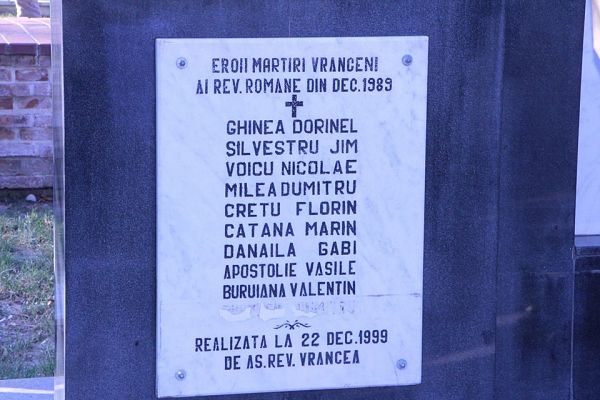 EROII MARTIRI VRANCENI
AI REV. ROMANE DIN DEC. 1989
GHINEA DORINEL
SILVESTRU JIM
VOICU NICOLAE
MILEA DUMITRU
CRETU FLORIN
CATANA MARIN
DANAILA GABI
APOSTOLIE VASILE
BURUIANA VALENTIN
REALIZATA LA 22 DEC. 1999
DE AS. REV. VRANCEA